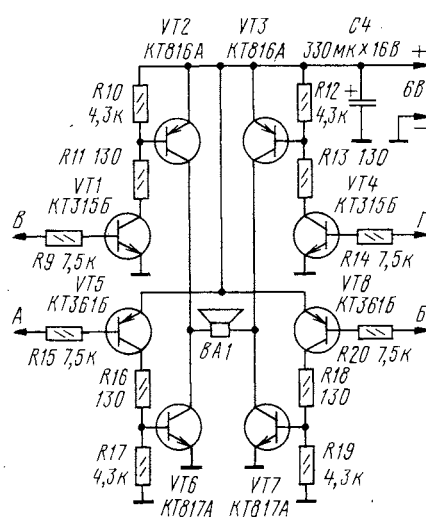 VT2 VT3 C4
КТ816А КТ816А 330мк×16В
R10 R12 + +
4,3к 4,3к 6В
R11 130 R13 130 –
VT1 VT4
КТ315Б КТ315Б
В Г
R9 7,5к R14 7,5к
VT5 VT8
КТ361Б КТ361Б
А Б
R15 7,5к BA1 R20 7,5к
R16 R18
130 130
R17 R19
4,3к 4,3к
VT6 VT7
КТ817А КТ817А